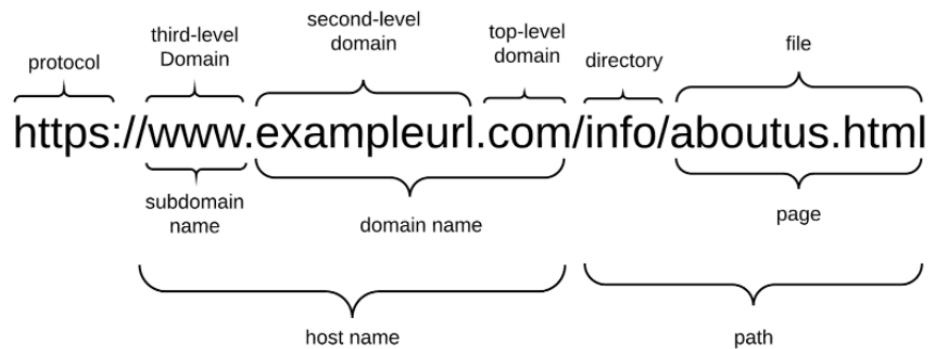 protocol
third-level
Domain
second-level
domain
top-level
domain
directory
file
https://www.exampleurl.com/info/aboutus.html
subdomain
name
domain name
page
host name
path